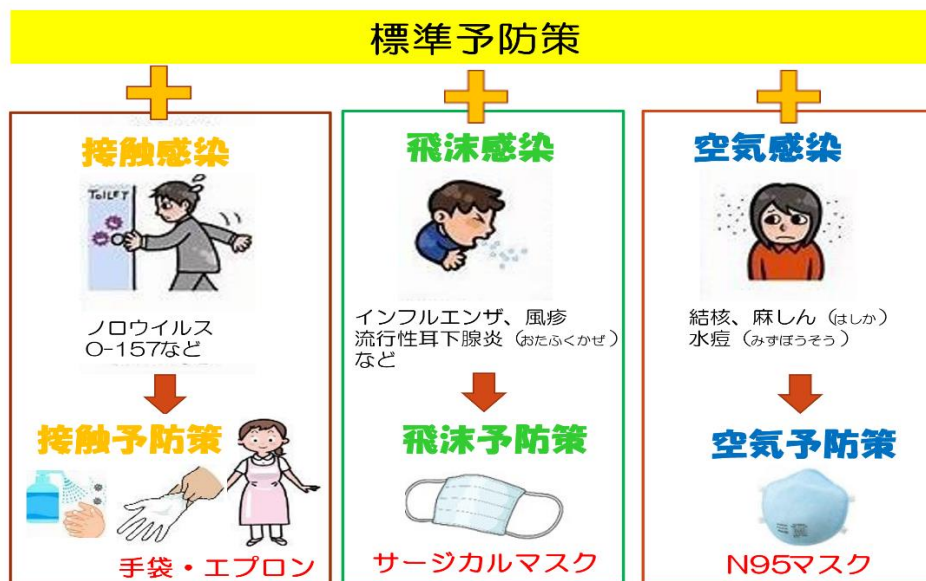 標準予防策
接触感染
TOILET
ノロウイルス
O-157など
接触予防策
手袋・エプロン
飛沫感染
インフルエンザ、風疹
流行性耳下腺炎（おたふくかぜ）
など
飛沫予防策
サージカルマスク
空気感染
結核、麻しん（はしか）
水痘（みずぼうそう）
空気予防策
N95マスク